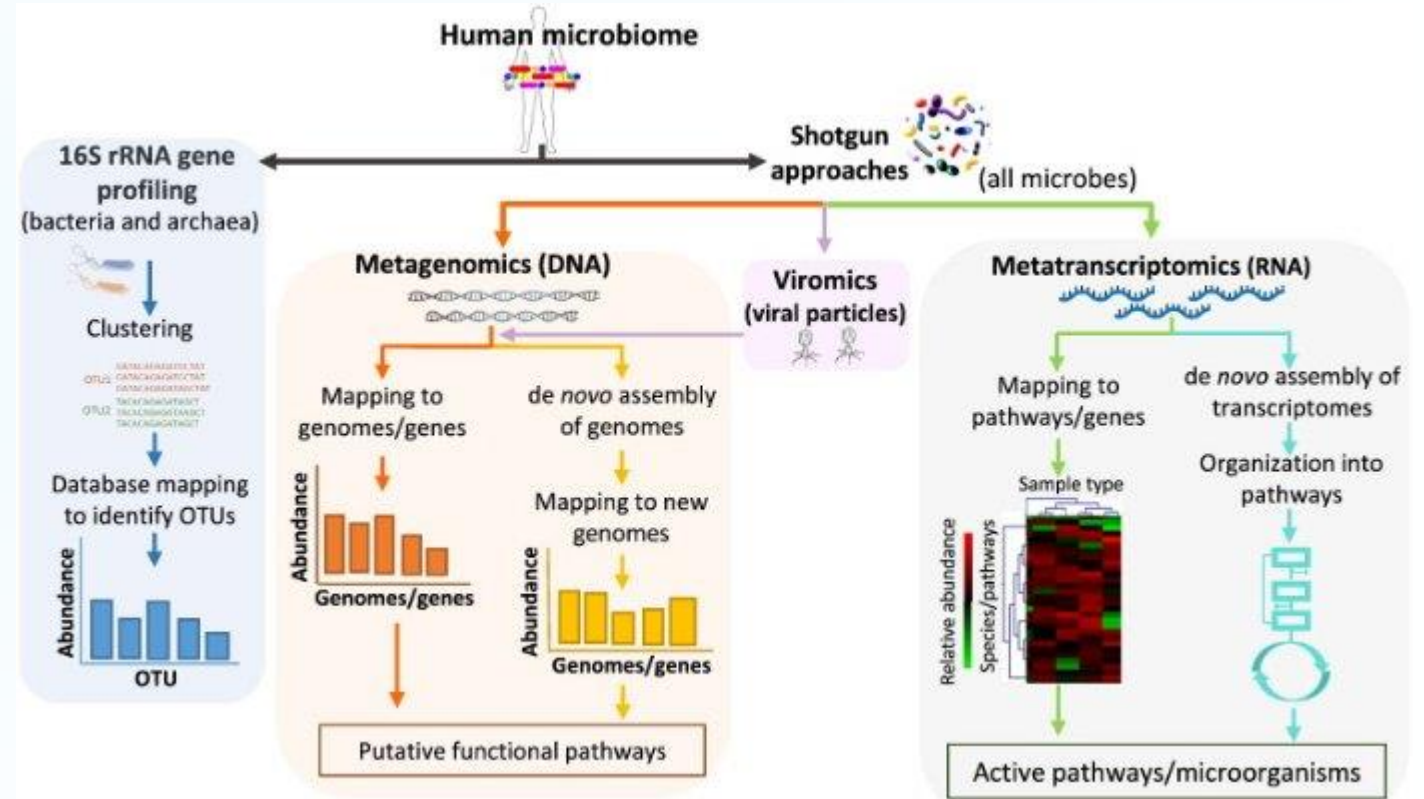 Human microbiome
16S rRNA gene
profiling
(bacteria and archaea)
Clustering
OTU1
OTU2
Database mapping
to identify OTUs
Abundance
OTU
Shotgun
approaches
(all microbes)
Metagenomics (DNA)
Mapping to
genomes/genes
Abundance
Genomes/genes
de novo assembly
of genomes
Mapping to new
genomes
Abundance
Genomes/genes
Putative functional pathways
Viromics
(viral particles)
Metatranscriptomics (RNA)
Mapping to
pathways/genes
Sample type
Relative abundance
Species/pathways
de novo assembly of
transcriptomes
Organization into
pathways
Active pathways/microorganisms